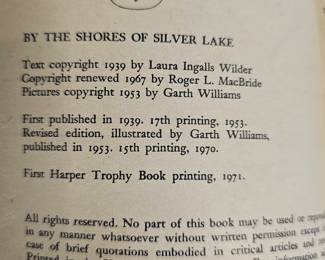 BY THE SHORES OF SILVER LAKE
Text copyright 1939 by Laura Ingalls Wilder
Copyright renewed 1967 by Roger L. MacBride
Pictures copyright 1953 by Garth Williams
First published in 1939. 17th printing, 1953.
Revised edition, illustrated by Garth Williams,
published in 1953. 15th printing, 1970.
First Harper Trophy Book printing, 1971.
All rights reserved. No part of this book may be used or
in any manner whatsoever without written permission except
case of brief quotations embodied in critical articles and
Printed in information